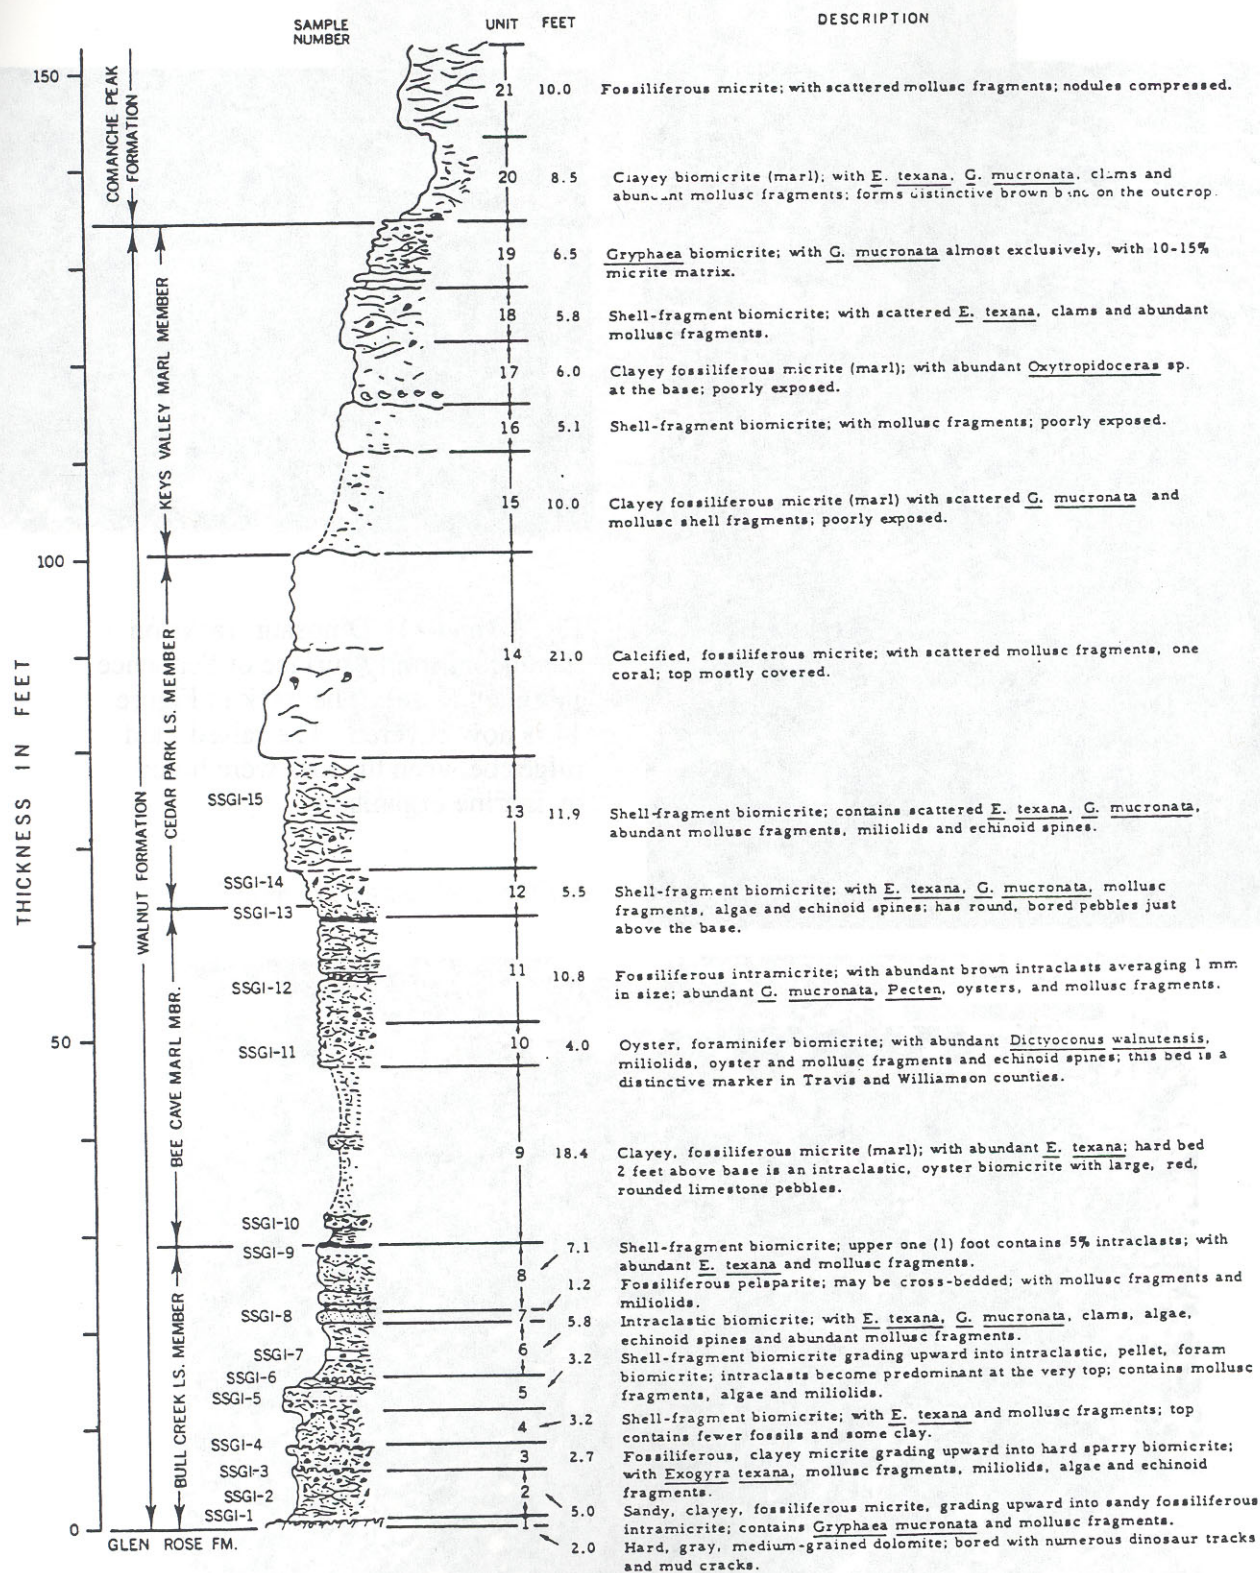 SAMPLE
NUMBER
UNIT FEET
DESCRIPTION
THICKNESS IN FEET
150
100
50
0
COMANCHE PEAK
FORMATION
WALNUT FORMATION
KEYS VALLEY MARL MEMBER
CEDAR PARK LS. MEMBER
BEE CAVE MARL MBR.
BULL CREEK LS. MEMBER
GLEN ROSE FM.
SSGI-15
SSGI-14
SSGI-13
SSGI-12
SSGI-11
SSGI-10
SSGI-9
SSGI-8
SSGI-7
SSGI-6
SSGI-5
SSGI-4
SSGI-3
SSGI-2
SSGI-1
21 10.0 Fossiliferous micrite; with scattered mollusc fragments; nodules compressed.
20 8.5 Clayey biomicrite (marl); with E. texana, G. mucronata, clams and
abundant mollusc fragments; forms distinctive brown band on the outcrop.
19 6.5 Gryphaea biomicrite; with G. mucronata almost exclusively, with 10-15%
micrite matrix.
18 5.8 Shell-fragment biomicrite; with scattered E. texana, clams and abundant
mollusc fragments.
17 6.0 Clayey fossiliferous micrite (marl); with abundant Oxytropidoceras sp.
at the base; poorly exposed.
16 5.1 Shell-fragment biomicrite; with mollusc fragments; poorly exposed.
15 10.0 Clayey fossiliferous micrite (marl) with scattered G. mucronata and
mollusc shell fragments; poorly exposed.
14 21.0 Calcified, fossiliferous micrite; with scattered mollusc fragments, one
coral; top mostly covered.
13 11.9 Shell-fragment biomicrite; contains scattered E. texana, G. mucronata,
abundant mollusc fragments, miliolids and echinoid spines.
12 5.5 Shell-fragment biomicrite; with E. texana, G. mucronata, mollusc
fragments, algae and echinoid spines; has round, bored pebbles just
above the base.
11 10.8 Fossiliferous intramicrite; with abundant brown intraclasts averaging 1 mm
in size; abundant G. mucronata, Pecten, oysters, and mollusc fragments.
10 4.0 Oyster, foraminifer biomicrite; with abundant Dictyoconus walnutensis,
miliolids, oyster and mollusc fragments and echinoid spines; this bed is a
distinctive marker in Travis and Williamson counties.
9 18.4 Clayey, fossiliferous micrite (marl); with abundant E. texana; hard bed
2 feet above base is an intraclastic, oyster biomicrite with large, red,
rounded limestone pebbles.
8 7.1 Shell-fragment biomicrite; upper one (1) foot contains 5% intraclasts; with
abundant E. texana and mollusc fragments.
7 1.2 Fossiliferous pelsparite; may be cross-bedded; with mollusc fragments and
miliolids.
6 5.8 Intraclastic biomicrite; with E. texana, G. mucronata, clams, algae,
echinoid spines and abundant mollusc fragments.
5 3.2 Shell-fragment biomicrite grading upward into intraclastic, pellet, foram
biomicrite; intraclasts become predominant at the very top; contains mollusc
fragments, algae and miliolids.
4 3.2 Shell-fragment biomicrite; with E. texana and mollusc fragments; top
contains fewer fossils and some clay.
3 2.7 Fossiliferous, clayey micrite grading upward into hard sparry biomicrite;
with Exogyra texana, mollusc fragments, miliolids, algae and echinoid
fragments.
2 5.0 Sandy, clayey, fossiliferous micrite, grading upward into sandy fossiliferous
intramicrite; contains Gryphaea mucronata and mollusc fragments.
1 2.0 Hard, gray, medium-grained dolomite; bored with numerous dinosaur tracks
and mud cracks.